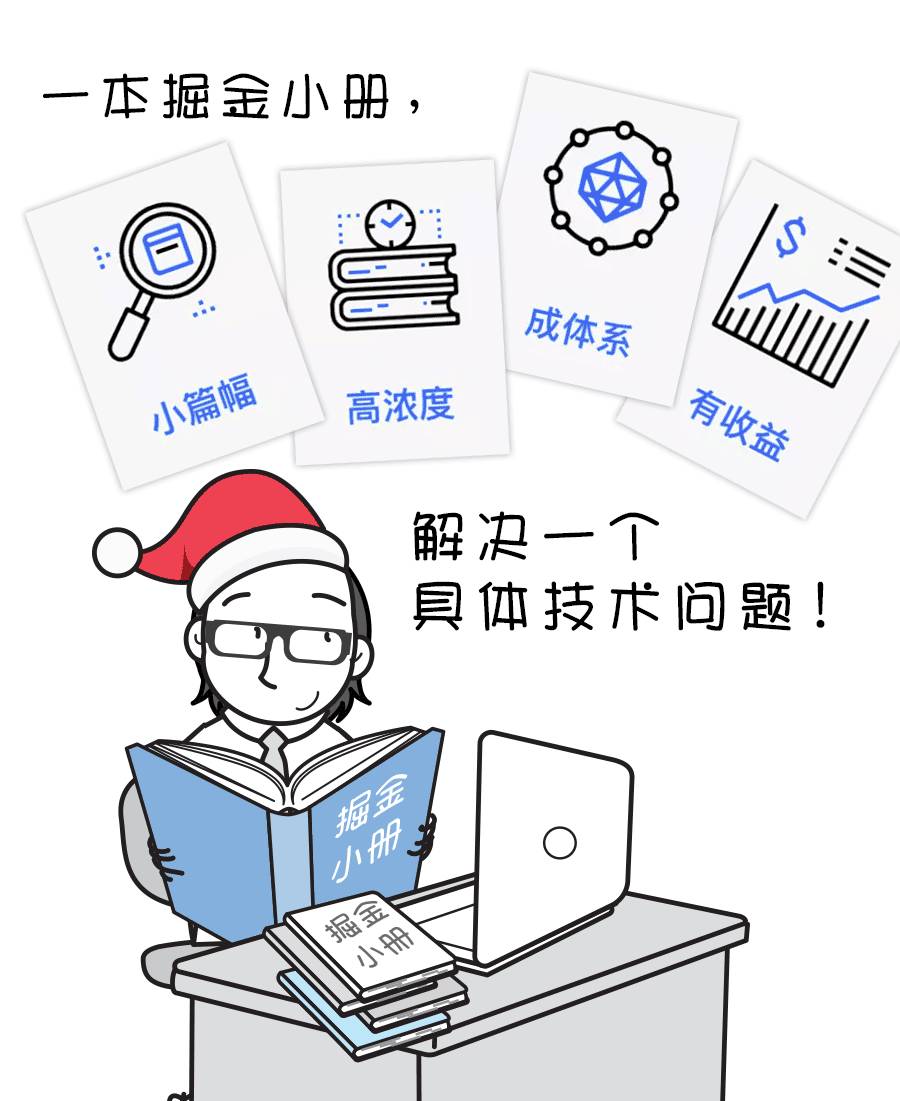 一本掘金小册，
小篇幅
高浓度
成体系
$
有收益
解决一个
具体技术问题！
掘金
小册
掘金
小册